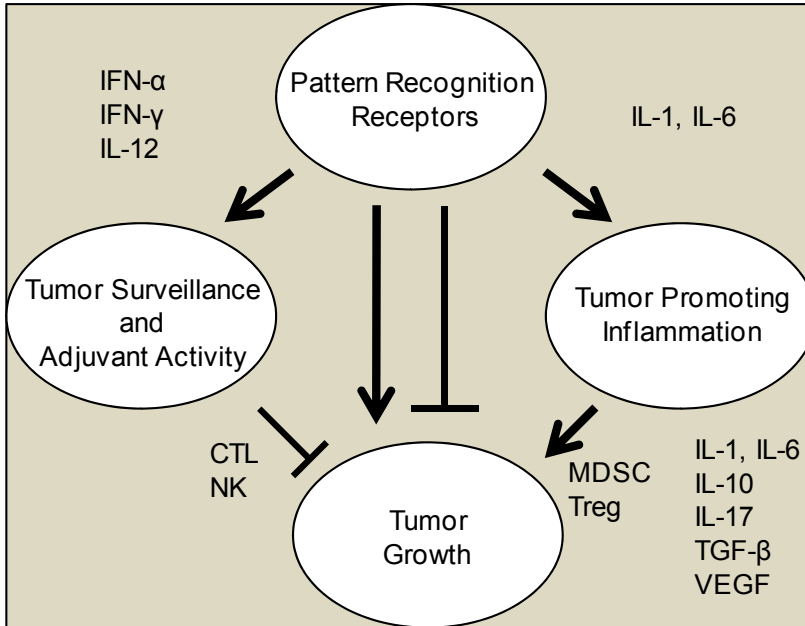 Pattern Recognition
Receptors
IFN-α
IFN-γ
IL-12
IL-1, IL-6
Tumor Surveillance
and
Adjuvant Activity
Tumor Promoting
Inflammation
CTL
NK
Tumor
Growth
MDSC
Treg
IL-1, IL-6
IL-10
IL-17
TGF-β
VEGF